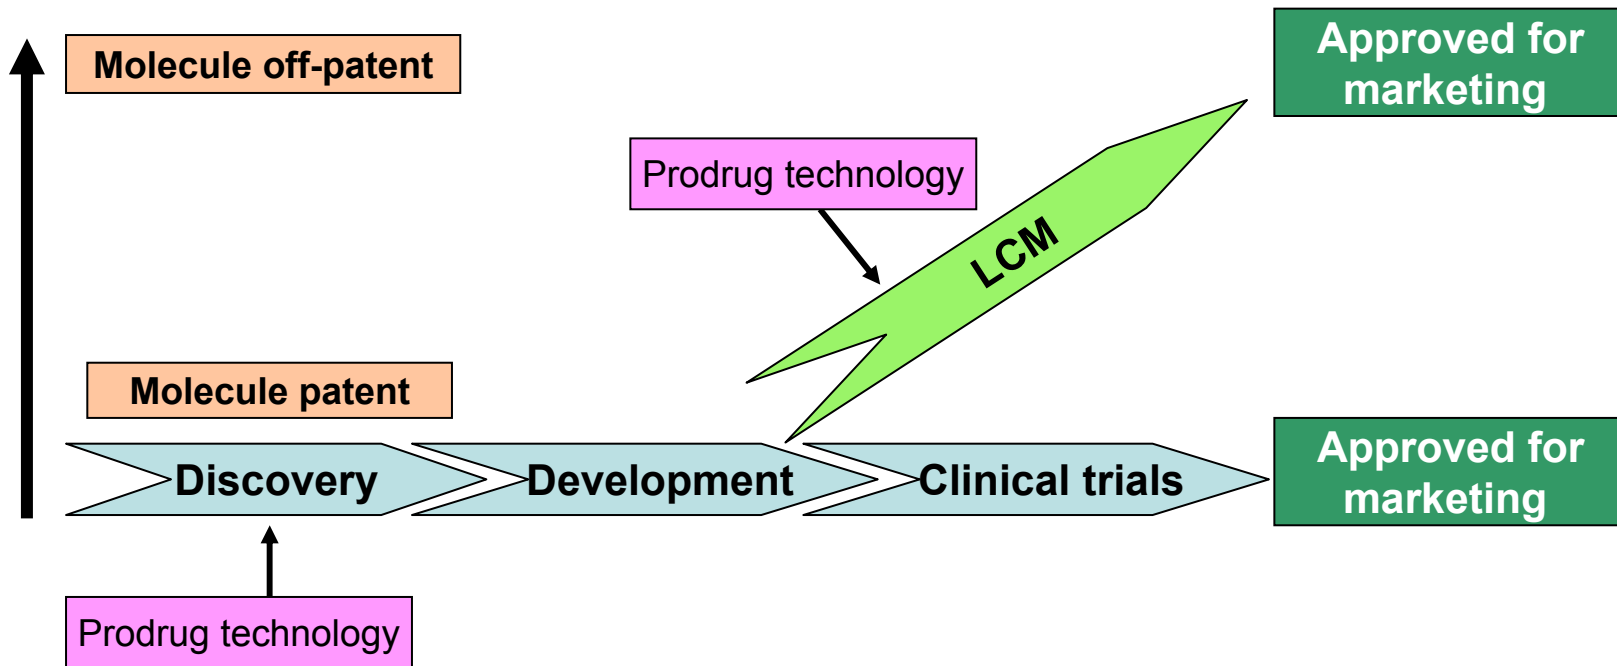 Molecule off-patent
Approved for
marketing
Prodrug technology
LCM
Molecule patent
Discovery
Development
Clinical trials
Approved for
marketing
Prodrug technology